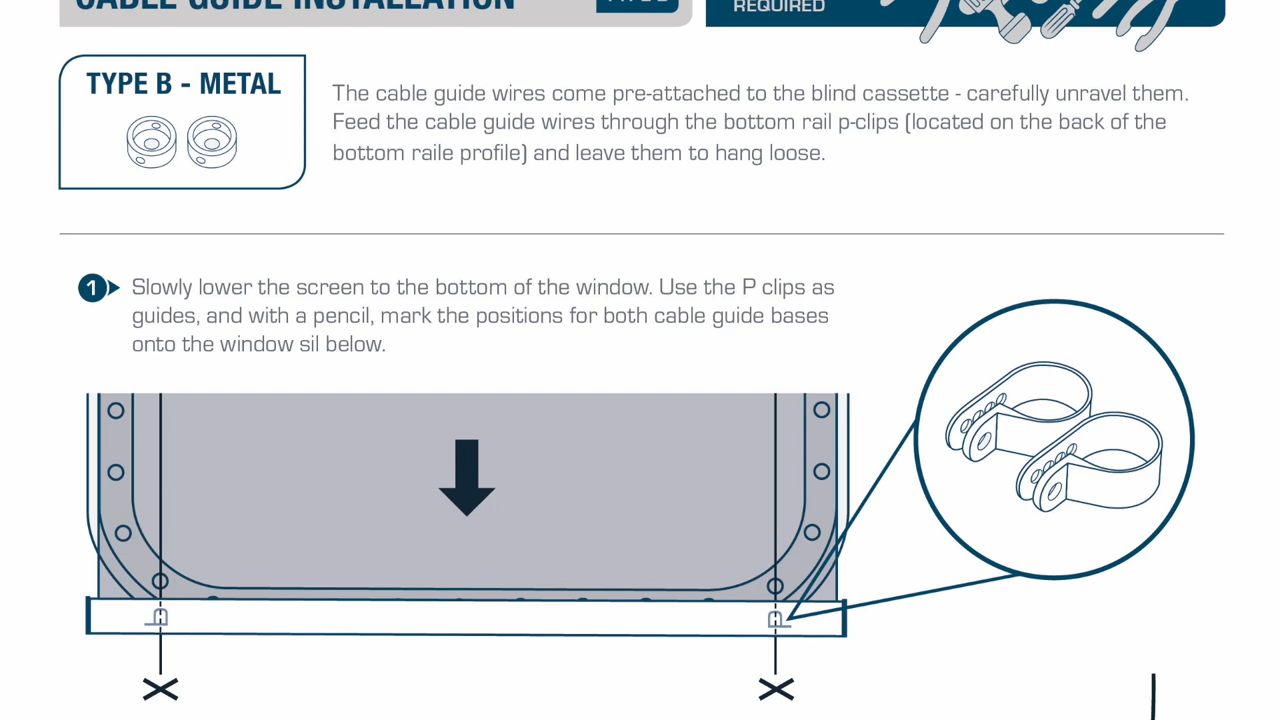 CABLE GUIDE INSTALLATION
REQUIRED
TYPE B - METAL
The cable guide wires come pre-attached to the blind cassette - carefully unravel them.
Feed the cable guide wires through the bottom rail p-clips (located on the back of the
bottom raile profile) and leave them to hang loose.
1 Slowly lower the screen to the bottom of the window. Use the P clips as
guides, and with a pencil, mark the positions for both cable guide bases
onto the window sil below.